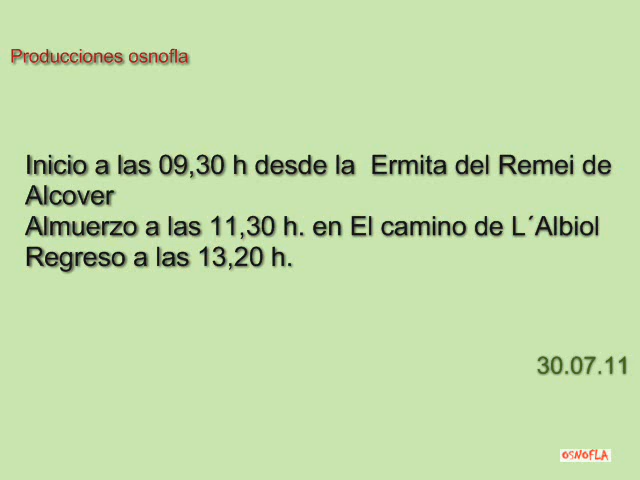 Producciones osnofla
Inicio a las 09,30 h desde la  Ermita del Remei de
Alcover
Almuerzo a las 11,30 h. en El camino de L´Albiol
Regreso a las 13,20 h.
30.07.11
OSNOFLA